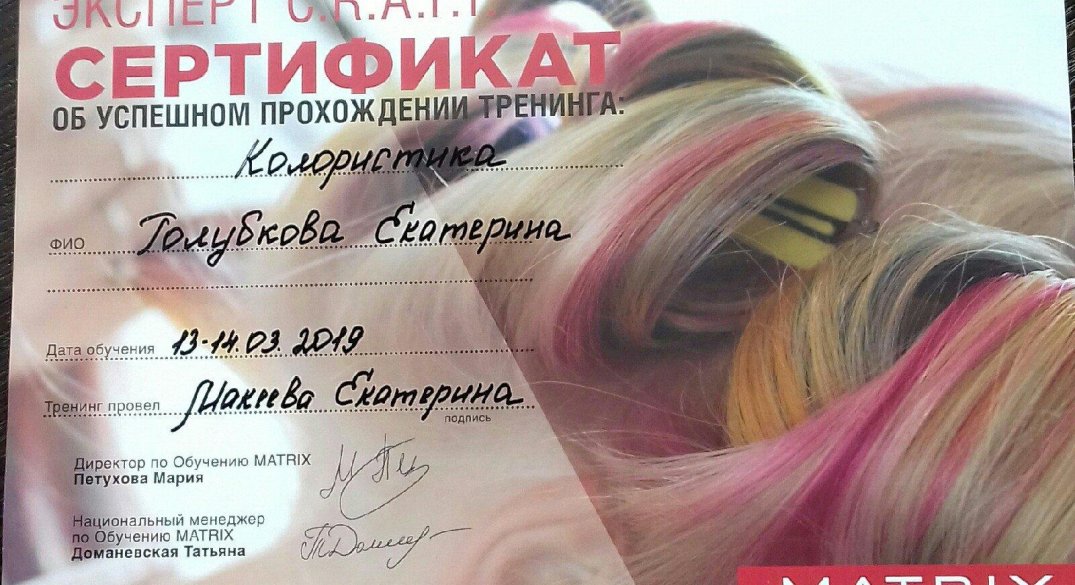 ЭКСПЕРТ C.R.A.F.T
СЕРТИФИКАТ
ОБ УСПЕШНОМ ПРОХОЖДЕНИИ ТРЕНИНГА:
Колористика
ФИО Голубкова Екатерина
Дата обучения 13-14.03.2019
Тренинг провел Макеева Екатерина
подпись
Директор по Обучению MATRIX
Петухова Мария
Национальный менеджер
по Обучению MATRIX
Доманевская Татьяна
MATRIX